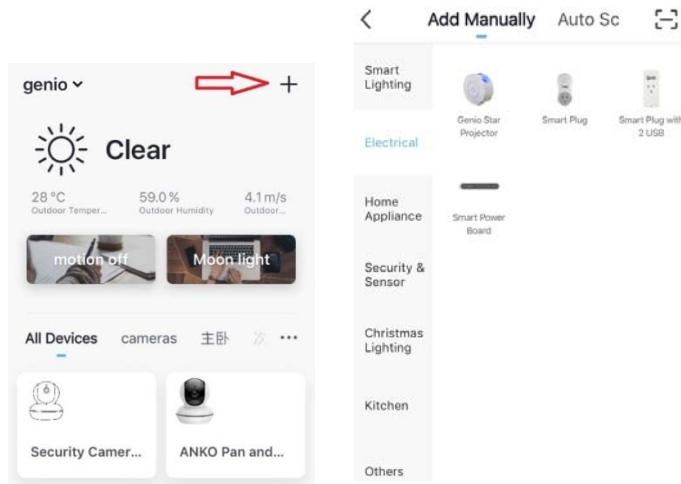 genio
Clear
28 °C
59.0 %
4.1 m/s
Outdoor Temper...
Outdoor Humidity
Outdoor...
motion off
Moon light
All Devices
cameras
主卧
Security Camer...
ANKO Pan and...
Add Manually
Auto Sc
Smart
Lighting
Electrical
Home
Appliance
Security &
Sensor
Christmas
Lighting
Kitchen
Others
Genio Star
Projector
Smart Plug
Smart Plug with
2 USB
Smart Power
Board